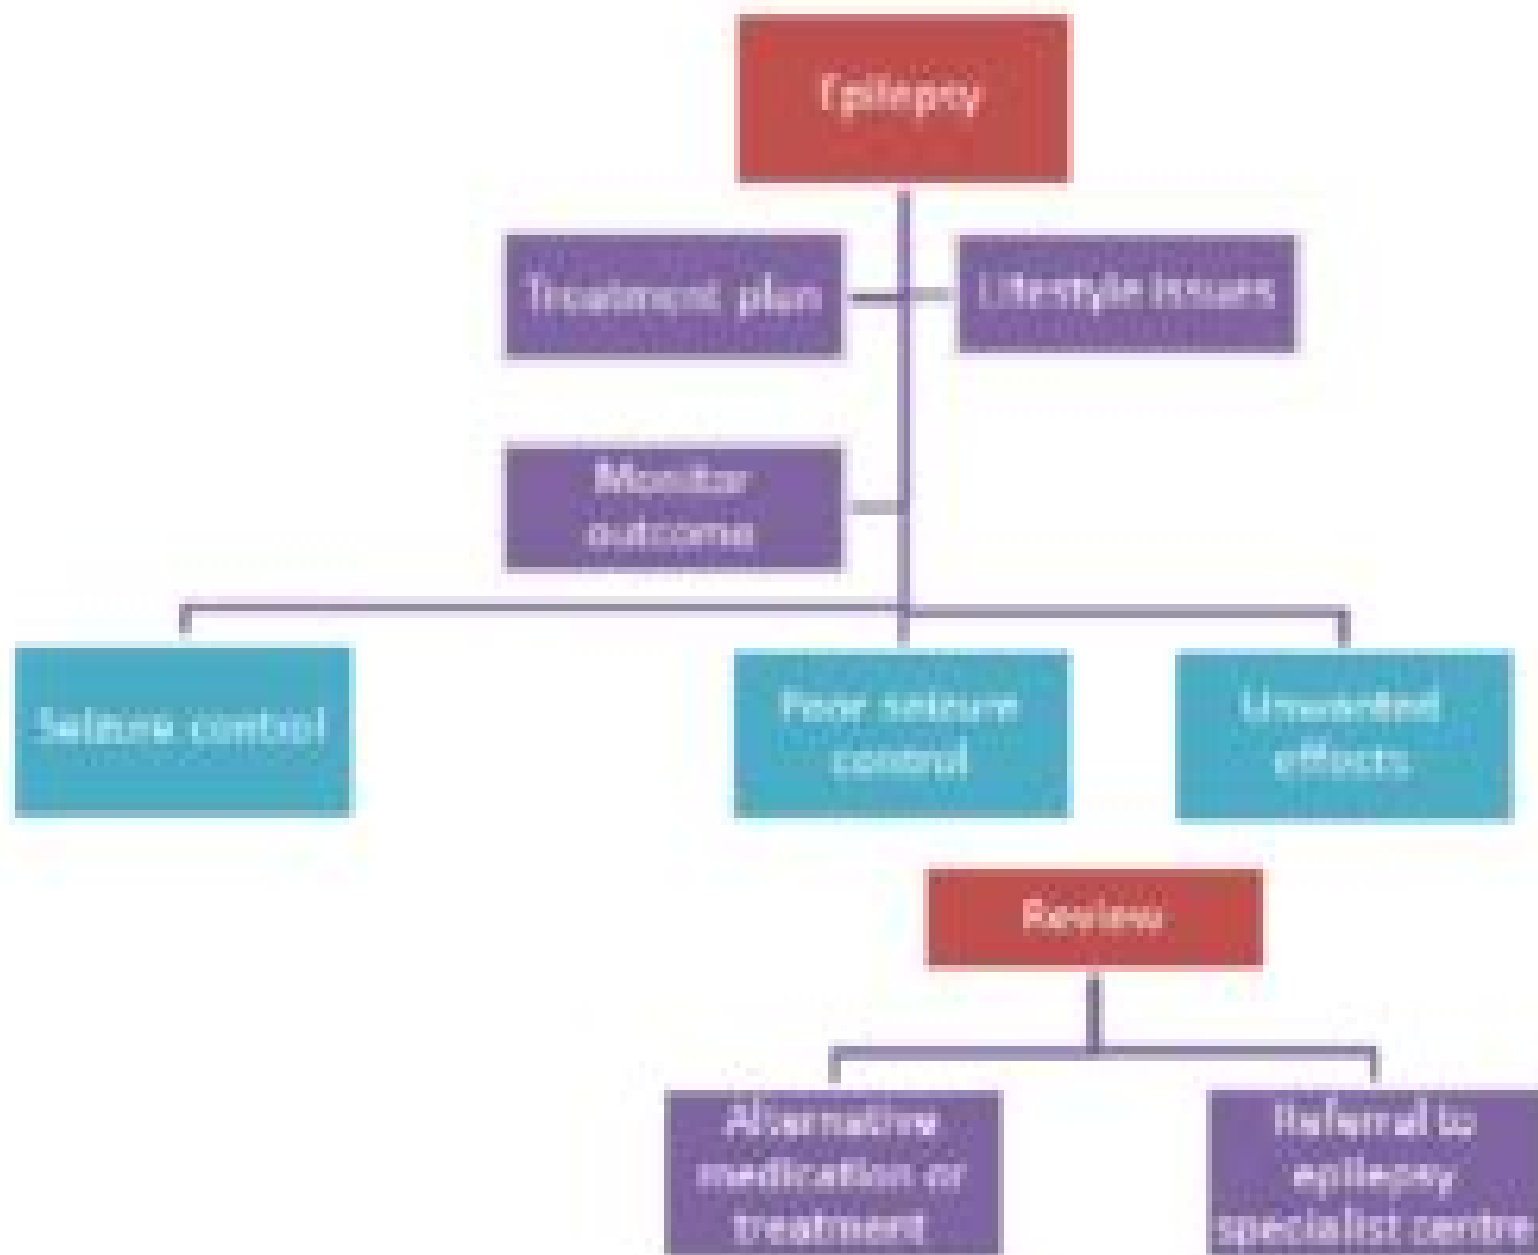 Epilepsy
Treatment plan
Lifestyle issues
Monitor
outcome
Seizure control
Poor seizure
control
Unwanted
effects
Review
Alternative
medication or
treatment
Referral to
epilepsy
specialist centre